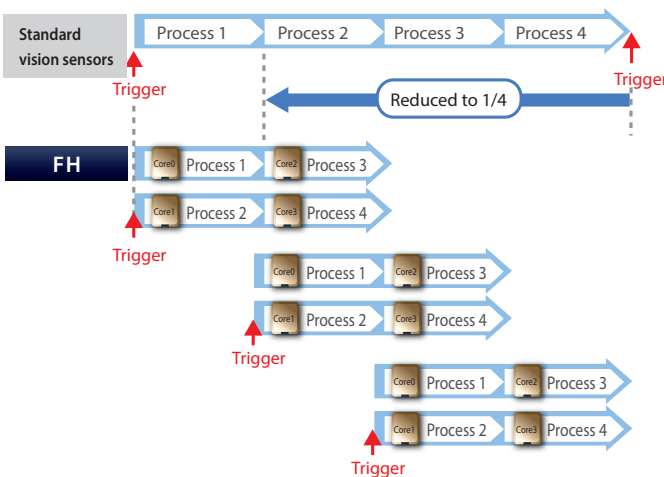 Standard
vision sensors
Process 1
Process 2
Process 3
Process 4
Trigger
Trigger
Reduced to 1/4
FH
Core0 Process 1
Core2 Process 3
Core1 Process 2
Core3 Process 4
Trigger
Core0 Process 1
Core2 Process 3
Core1 Process 2
Core3 Process 4
Trigger
Core0 Process 1
Core2 Process 3
Core1 Process 2
Core3 Process 4
Trigger